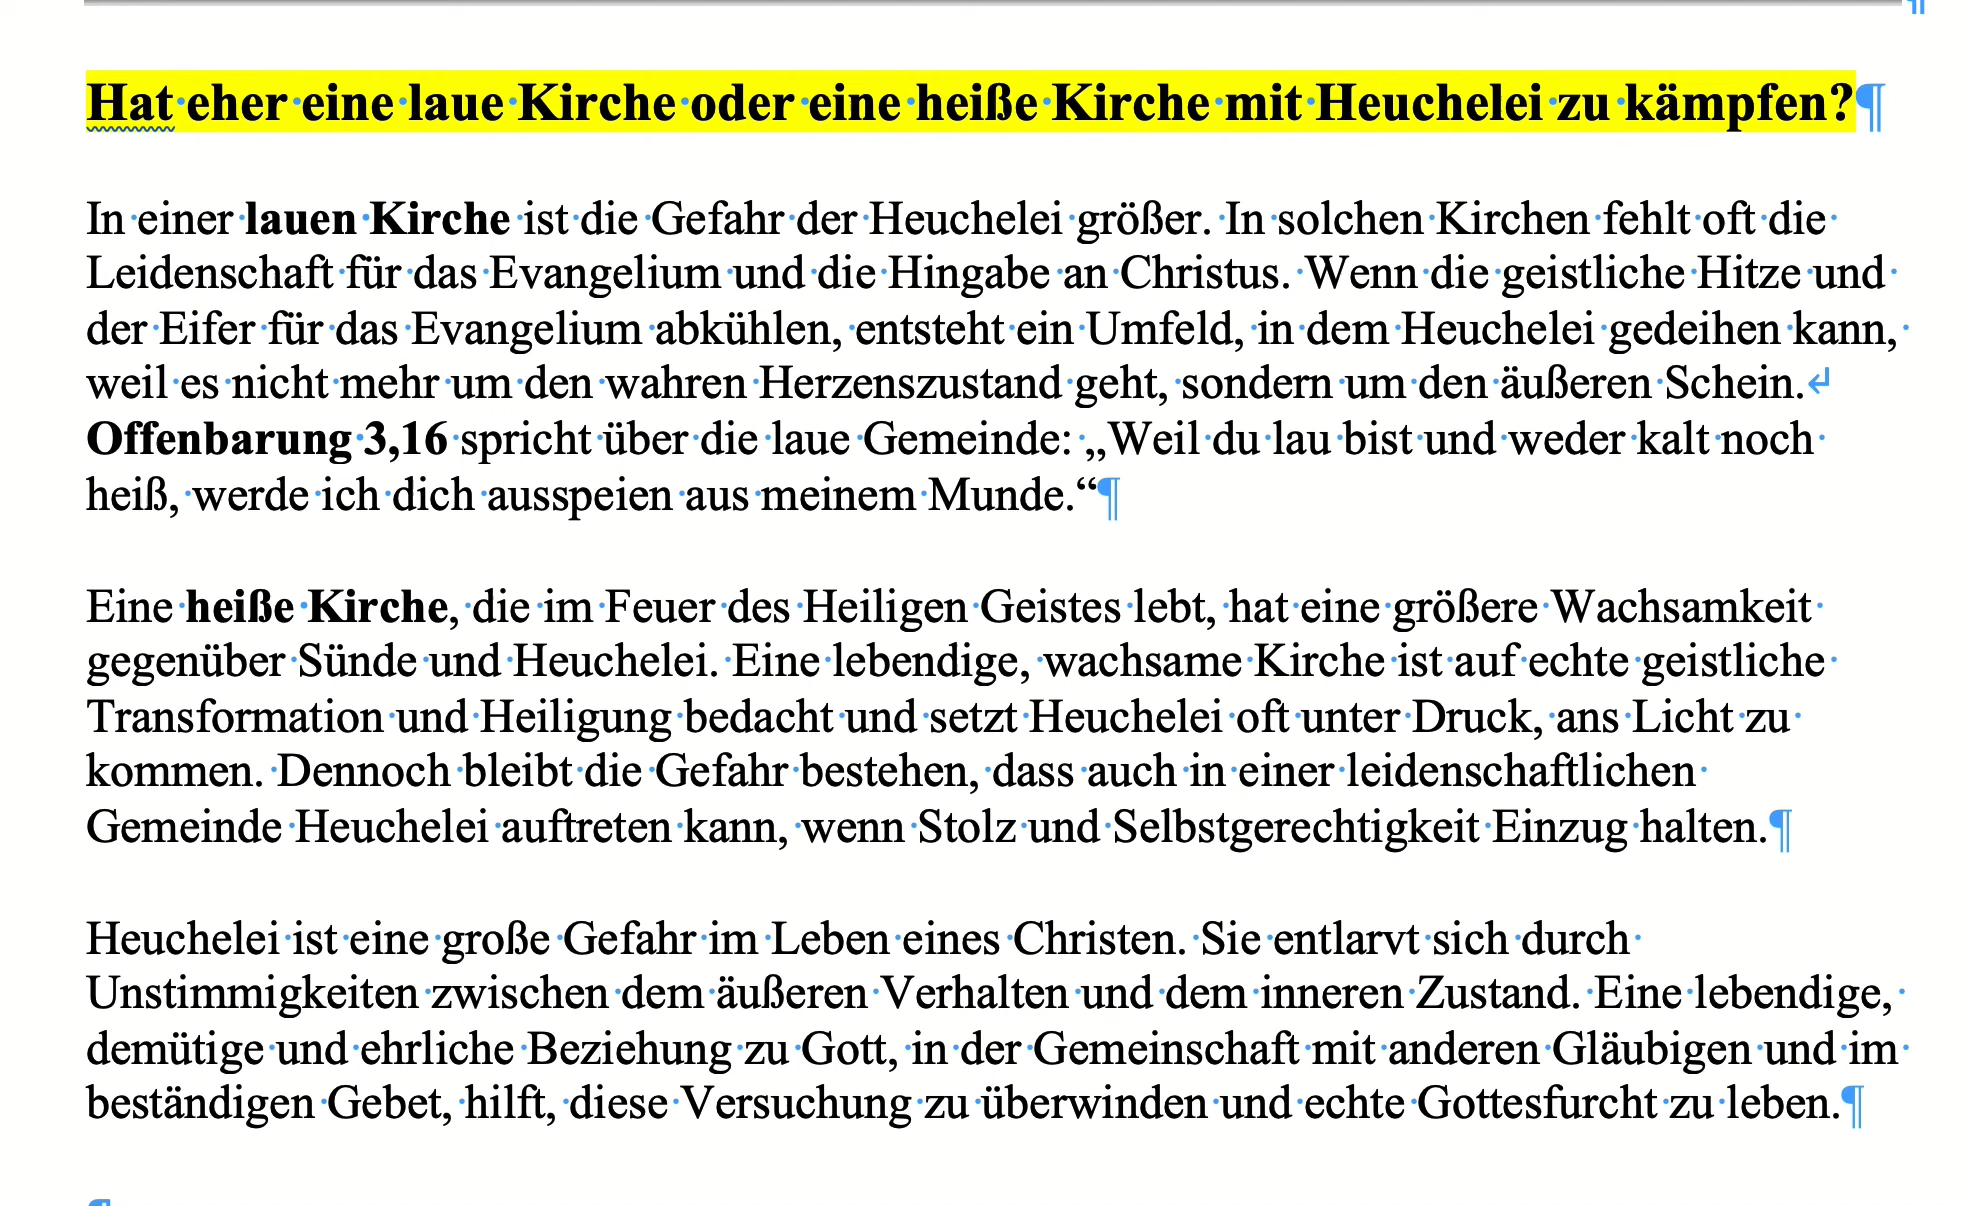 Hat eher eine laue Kirche oder eine heiße Kirche mit Heuchelei zu kämpfen?
In einer lauen Kirche ist die Gefahr der Heuchelei größer. In solchen Kirchen fehlt oft die
Leidenschaft für das Evangelium und die Hingabe an Christus. Wenn die geistliche Hitze und
der Eifer für das Evangelium abkühlen, entsteht ein Umfeld, in dem Heuchelei gedeihen kann,
weil es nicht mehr um den wahren Herzenszustand geht, sondern um den äußeren Schein.
Offenbarung 3,16 spricht über die laue Gemeinde: „Weil du lau bist und weder kalt noch
heiß, werde ich dich ausspeien aus meinem Munde.“
Eine heiße Kirche, die im Feuer des Heiligen Geistes lebt, hat eine größere Wachsamkeit
gegenüber Sünde und Heuchelei. Eine lebendige, wachsame Kirche ist auf echte geistliche
Transformation und Heiligung bedacht und setzt Heuchelei oft unter Druck, ans Licht zu
kommen. Dennoch bleibt die Gefahr bestehen, dass auch in einer leidenschaftlichen
Gemeinde Heuchelei auftreten kann, wenn Stolz und Selbstgerechtigkeit Einzug halten.
Heuchelei ist eine große Gefahr im Leben eines Christen. Sie entlarvt sich durch
Unstimmigkeiten zwischen dem äußeren Verhalten und dem inneren Zustand. Eine lebendige,
demütige und ehrliche Beziehung zu Gott, in der Gemeinschaft mit anderen Gläubigen und im
beständigen Gebet, hilft, diese Versuchung zu überwinden und echte Gottesfurcht zu leben.